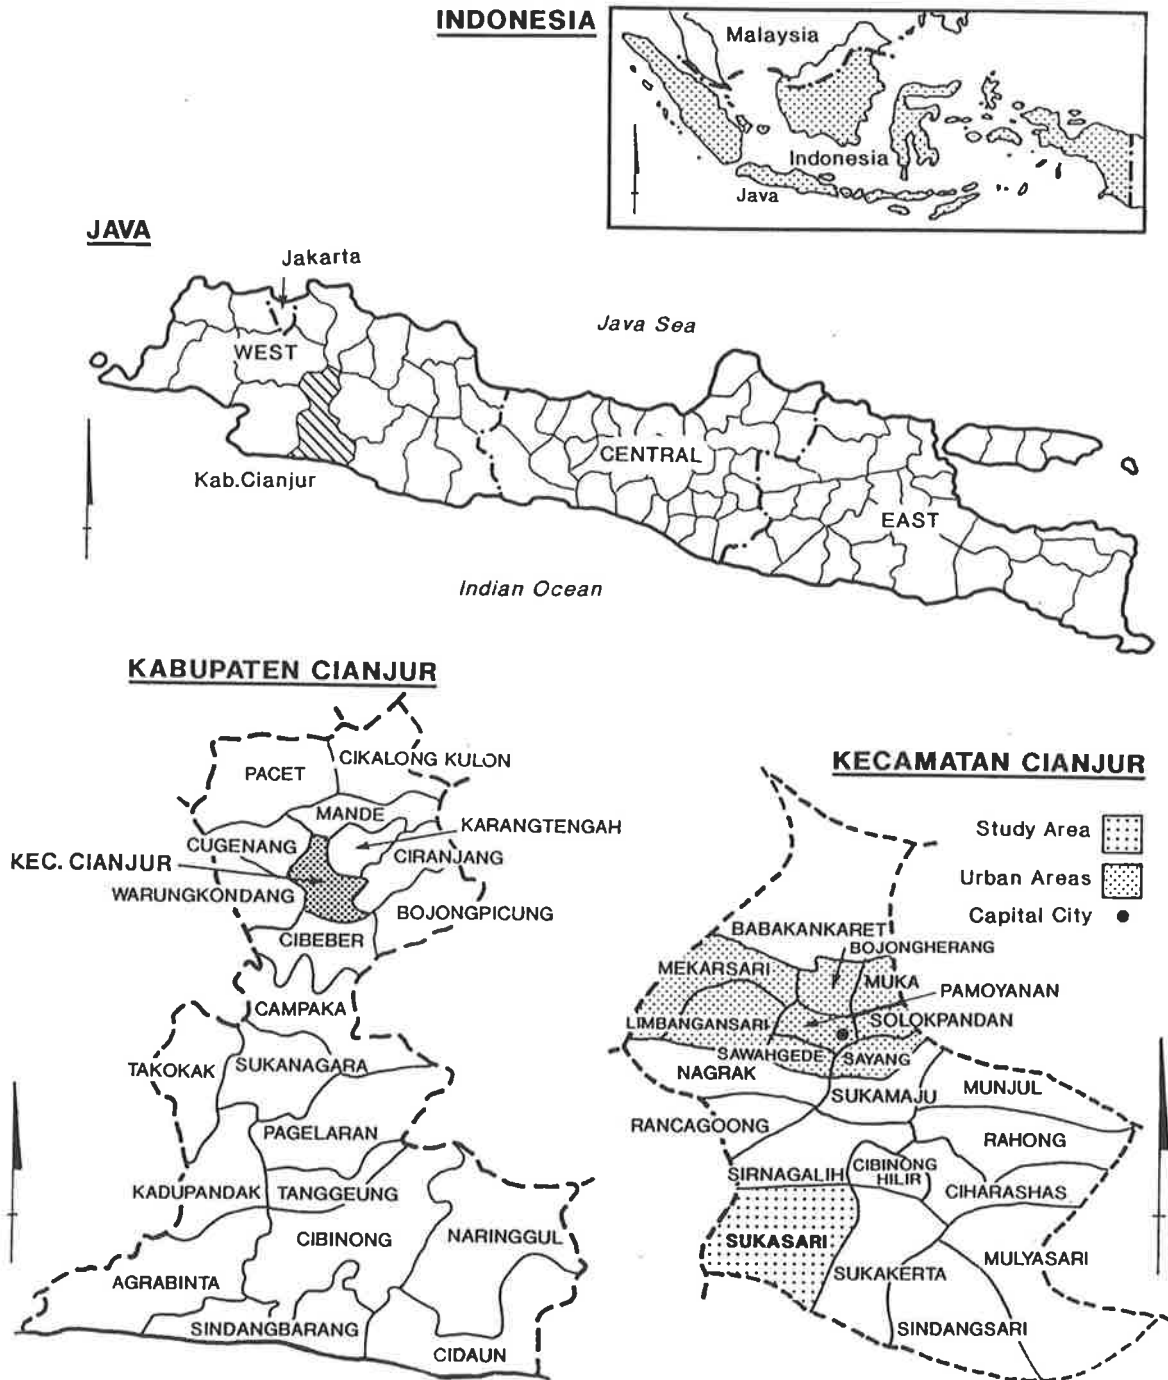 INDONESIA
Malaysia
Indonesia
Java
JAVA
Jakarta
Java Sea
WEST
CENTRAL
Kab.Cianjur
EAST
Indian Ocean
KABUPATEN CIANJUR
CIKALONG KULON
PACET
MANDE
KARANGTENGAH
CUGENANG
CIRANJANG
KEC. CIANJUR
WARUNGKONDANG
BOJONGPICUNG
CIBEBER
CAMPAKA
TAKOKAK
SUKANAGARA
PAGELARAN
KADUPANDAK
TANGGEUNG
CIBINONG
NARINGGUL
AGRABINTA
SINDANGBARANG
CIDAUN
KECAMATAN CIANJUR
Study Area
Urban Areas
Capital City
BABAKANKARET
BOJONGHERANG
MEKARSARI
MUKA
PAMOYANAN
LIMBANGANSARI
SOLOKPANDAN
SAWAHGEDE
SAYANG
NAGRAK
SUKAMAJU
MUNJUL
RANCAGOONG
RAHONG
SIRNAGALIH
CIBINONG
HILIR
CIHARASHAS
SUKASARI
MULYASARI
SUKAKERTA
SINDANGSARI